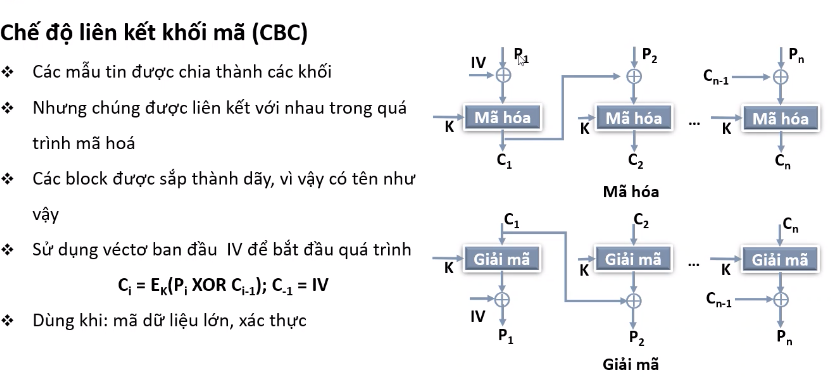 Chế độ liên kết khối mã (CBC)
❖ Các mẫu tin được chia thành các khối
❖ Nhưng chúng được liên kết với nhau trong quá
trình mã hoá
❖ Các block được sắp thành dãy, vì vậy có tên như
vậy
❖ Sử dụng véctơ ban đầu IV để bắt đầu quá trình
Cᵢ = Eₖ(Pᵢ XOR Cᵢ₋₁); C₋₁ = IV
❖ Dùng khi: mã dữ liệu lớn, xác thực
P₁ P₂ Pₙ
IV Cₙ₋₁
Mã hóa Mã hóa ... Mã hóa
K K K
C₁ C₂ Cₙ
Mã hóa
C₁ C₂ Cₙ
Giải mã Giải mã ... Giải mã
K K K
IV Cₙ₋₁
P₁ P₂ Pₙ
Giải mã